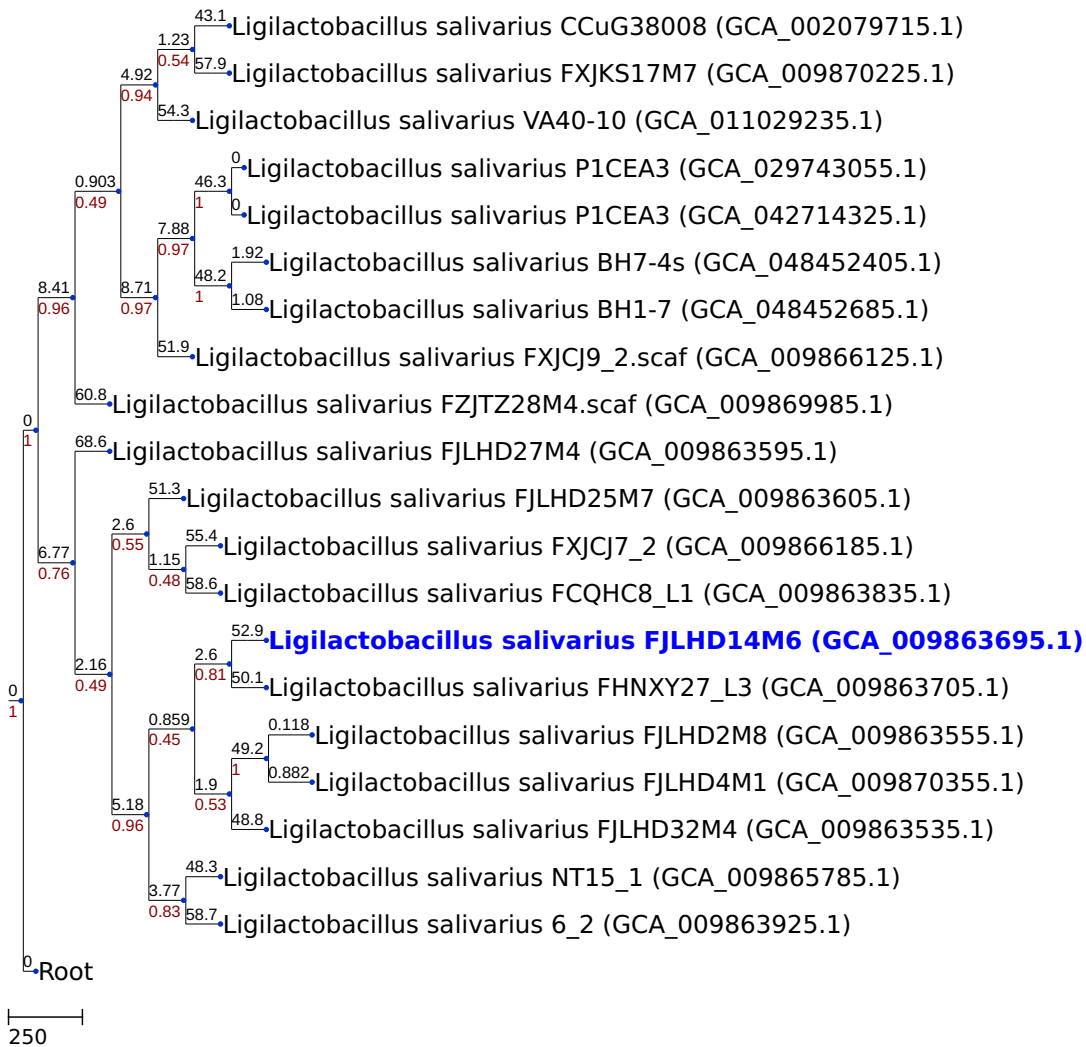 43.1
Ligilactobacillus salivarius CCuG38008 (GCA_002079715.1)
1.23
0.54
57.9
Ligilactobacillus salivarius FXJKS17M7 (GCA_009870225.1)
4.92
0.94
54.3
Ligilactobacillus salivarius VA40-10 (GCA_011029235.1)
0
Ligilactobacillus salivarius P1CEA3 (GCA_029743055.1)
0.903
0.49
46.3
1
0
Ligilactobacillus salivarius P1CEA3 (GCA_042714325.1)
7.88
0.97
1.92
Ligilactobacillus salivarius BH7-4s (GCA_048452405.1)
48.2
1
8.41
0.96
8.71
0.97
1.08
Ligilactobacillus salivarius BH1-7 (GCA_048452685.1)
51.9
Ligilactobacillus salivarius FXJCJ9_2.scaf (GCA_009866125.1)
60.8
Ligilactobacillus salivarius FZJTZ28M4.scaf (GCA_009869985.1)
0
1
68.6
Ligilactobacillus salivarius FJLHD27M4 (GCA_009863595.1)
51.3
Ligilactobacillus salivarius FJLHD25M7 (GCA_009863605.1)
2.6
0.55
55.4
Ligilactobacillus salivarius FXJCJ7_2 (GCA_009866185.1)
6.77
0.76
1.15
0.48
58.6
Ligilactobacillus salivarius FCQHC8_L1 (GCA_009863835.1)
52.9
Ligilactobacillus salivarius FJLHD14M6 (GCA_009863695.1)
2.6
0.81
2.16
0.49
50.1
Ligilactobacillus salivarius FHNXY27_L3 (GCA_009863705.1)
0
1
0.859
0.45
0.118
Ligilactobacillus salivarius FJLHD2M8 (GCA_009863555.1)
49.2
1
0.882
Ligilactobacillus salivarius FJLHD4M1 (GCA_009870355.1)
1.9
0.53
5.18
0.96
48.8
Ligilactobacillus salivarius FJLHD32M4 (GCA_009863535.1)
48.3
Ligilactobacillus salivarius NT15_1 (GCA_009865785.1)
3.77
0.83
58.7
Ligilactobacillus salivarius 6_2 (GCA_009863925.1)
0
Root
250